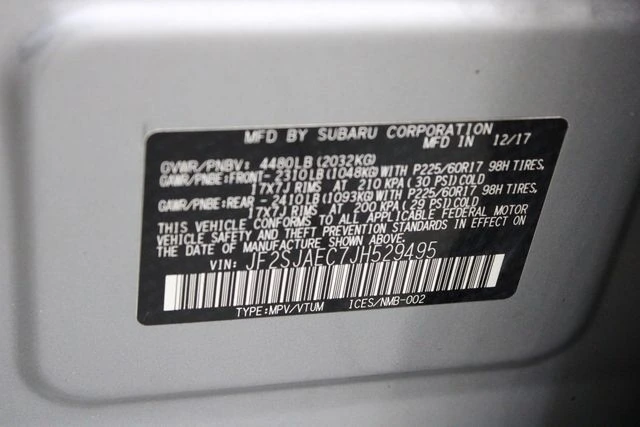 MFD BY SUBARU CORPORATION
MFD IN 12/17
GVWR/PNBV: 4480LB(2032KG)
GAWR/PNBE:FRONT-2310LB(1048KG)WITH P225/60R17 98H TIRES,
17x7J RIMS AT 210 KPA(30 PSI)COLD
GAWR/PNBE:REAR -2410LB(1093KG)WITH P225/60R17 98H TIRES,
17x7J RIMS AT 200 KPA(29 PSI)COLD
THIS VEHICLE CONFORMS TO ALL APPLICABLE FEDERAL MOTOR
VEHICLE SAFETY AND THEFT PREVENTION STANDARDS IN EFFECT ON
THE DATE OF MANUFACTURE SHOWN ABOVE.
VIN: JF2SJAEC7JH529495
TYPE:MPV/VTUM ICES/NMB-002